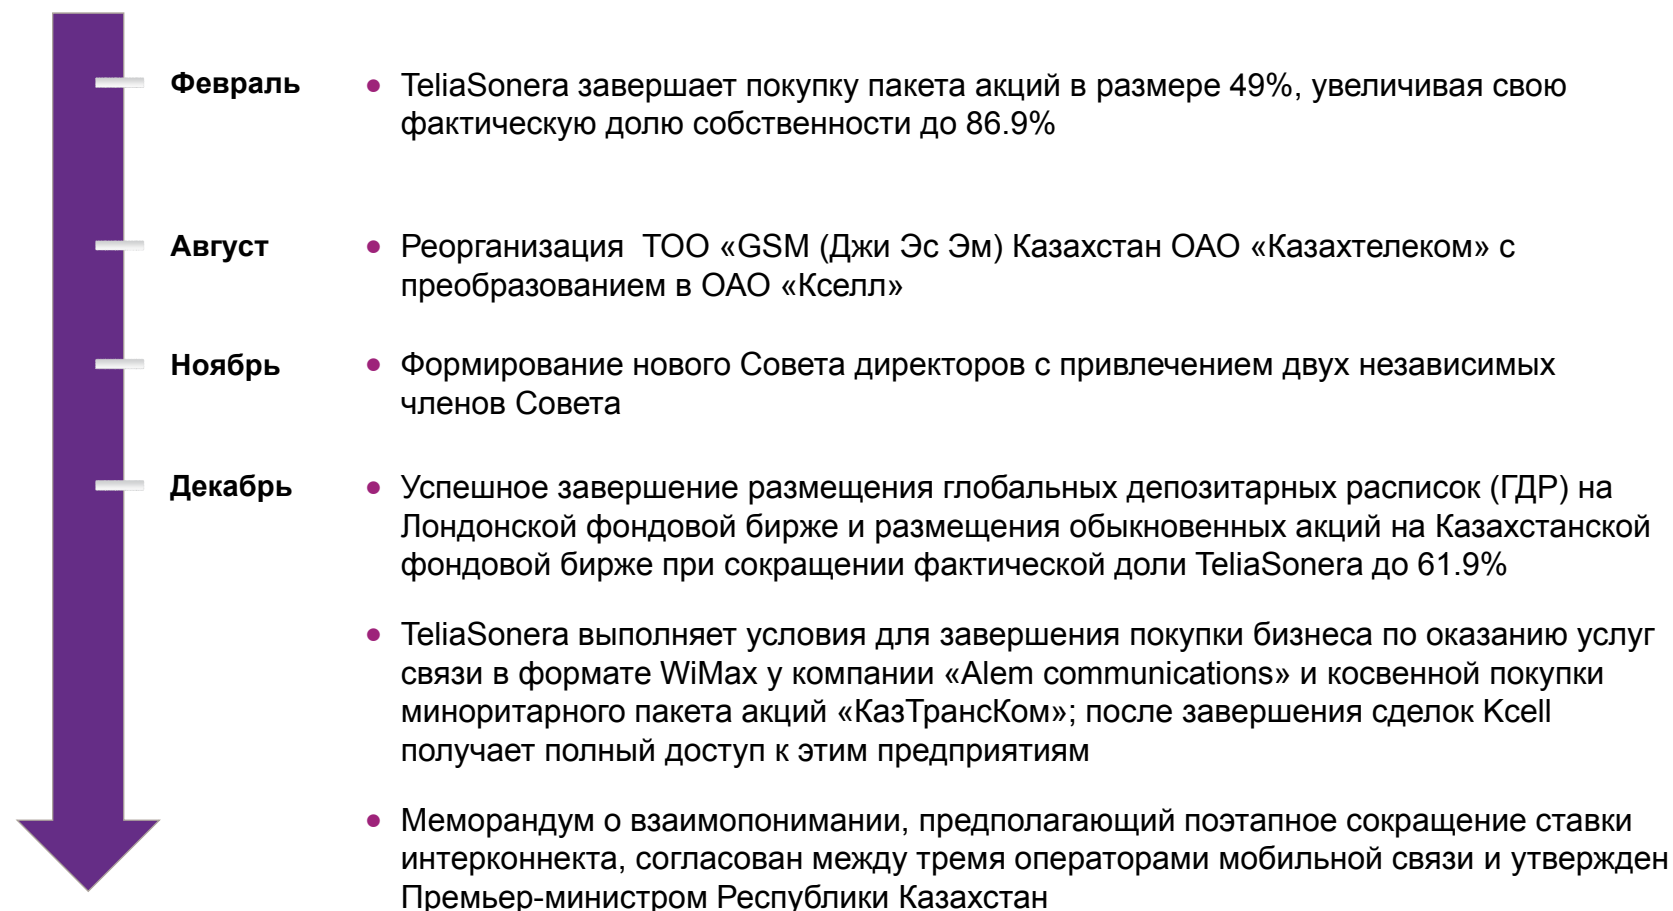 Февраль
TeliaSonera завершает покупку пакета акций в размере 49%, увеличивая свою
фактическую долю собственности до 86.9%
Август
Реорганизация ТОО «GSM (Джи Эс Эм) Казахстан ОАО «Казахтелеком» с
преобразованием в ОАО «Кселл»
Ноябрь
Формирование нового Совета директоров с привлечением двух независимых
членов Совета
Декабрь
Успешное завершение размещения глобальных депозитарных расписок (ГДР) на
Лондонской фондовой бирже и размещения обыкновенных акций на Казахстанской
фондовой бирже при сокращении фактической доли TeliaSonera до 61.9%
TeliaSonera выполняет условия для завершения покупки бизнеса по оказанию услуг
связи в формате WiMax у компании «Alem communications» и косвенной покупки
миноритарного пакета акций «КазТрансКом»; после завершения сделок Kcell
получает полный доступ к этим предприятиям
Меморандум о взаимопонимании, предполагающий поэтапное сокращение ставки
интерконнекта, согласован между тремя операторами мобильной связи и утвержден
Премьер-министром Республики Казахстан